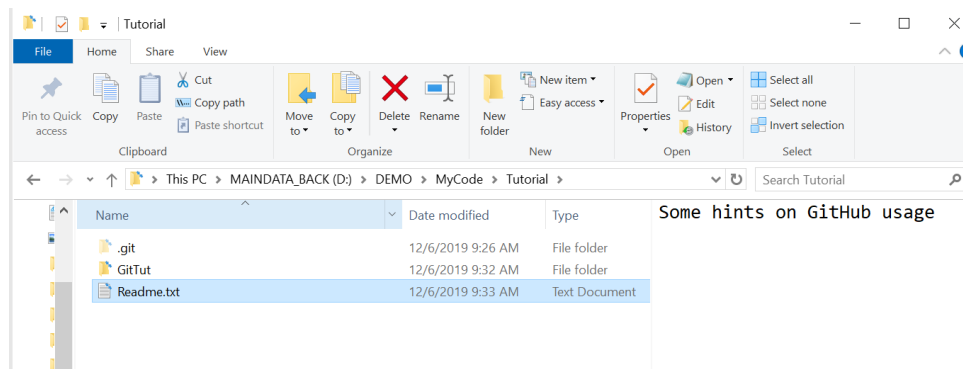 Tutorial
File Home Share View
Pin to Quick access
Copy
Paste
Cut
Copy path
Paste shortcut
Move to
Copy to
Delete
Rename
New folder
New item
Easy access
Properties
Open
Edit
History
Select all
Select none
Invert selection
Clipboard Organize New Open Select
This PC > MAINDATA_BACK (D:) > DEMO > MyCode > Tutorial > Search Tutorial
Name Date modified Type Some hints on GitHub usage
.git 12/6/2019 9:26 AM File folder
GitTut 12/6/2019 9:32 AM File folder
Readme.txt 12/6/2019 9:33 AM Text Document